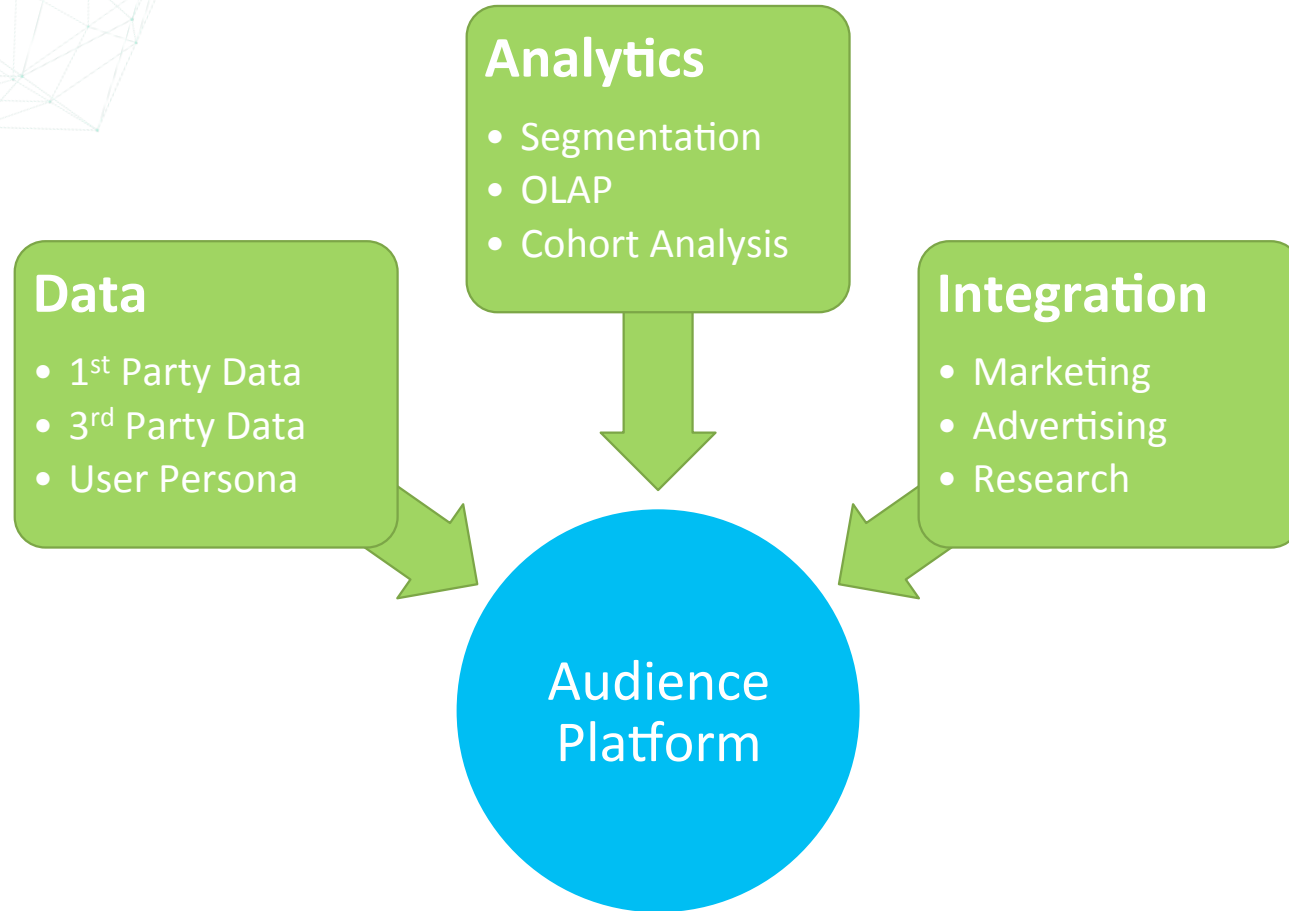 Analytics
• Segmentation
• OLAP
• Cohort Analysis
Data
• 1st Party Data
• 3rd Party Data
• User Persona
Integration
• Marketing
• Advertising
• Research
Audience
Platform